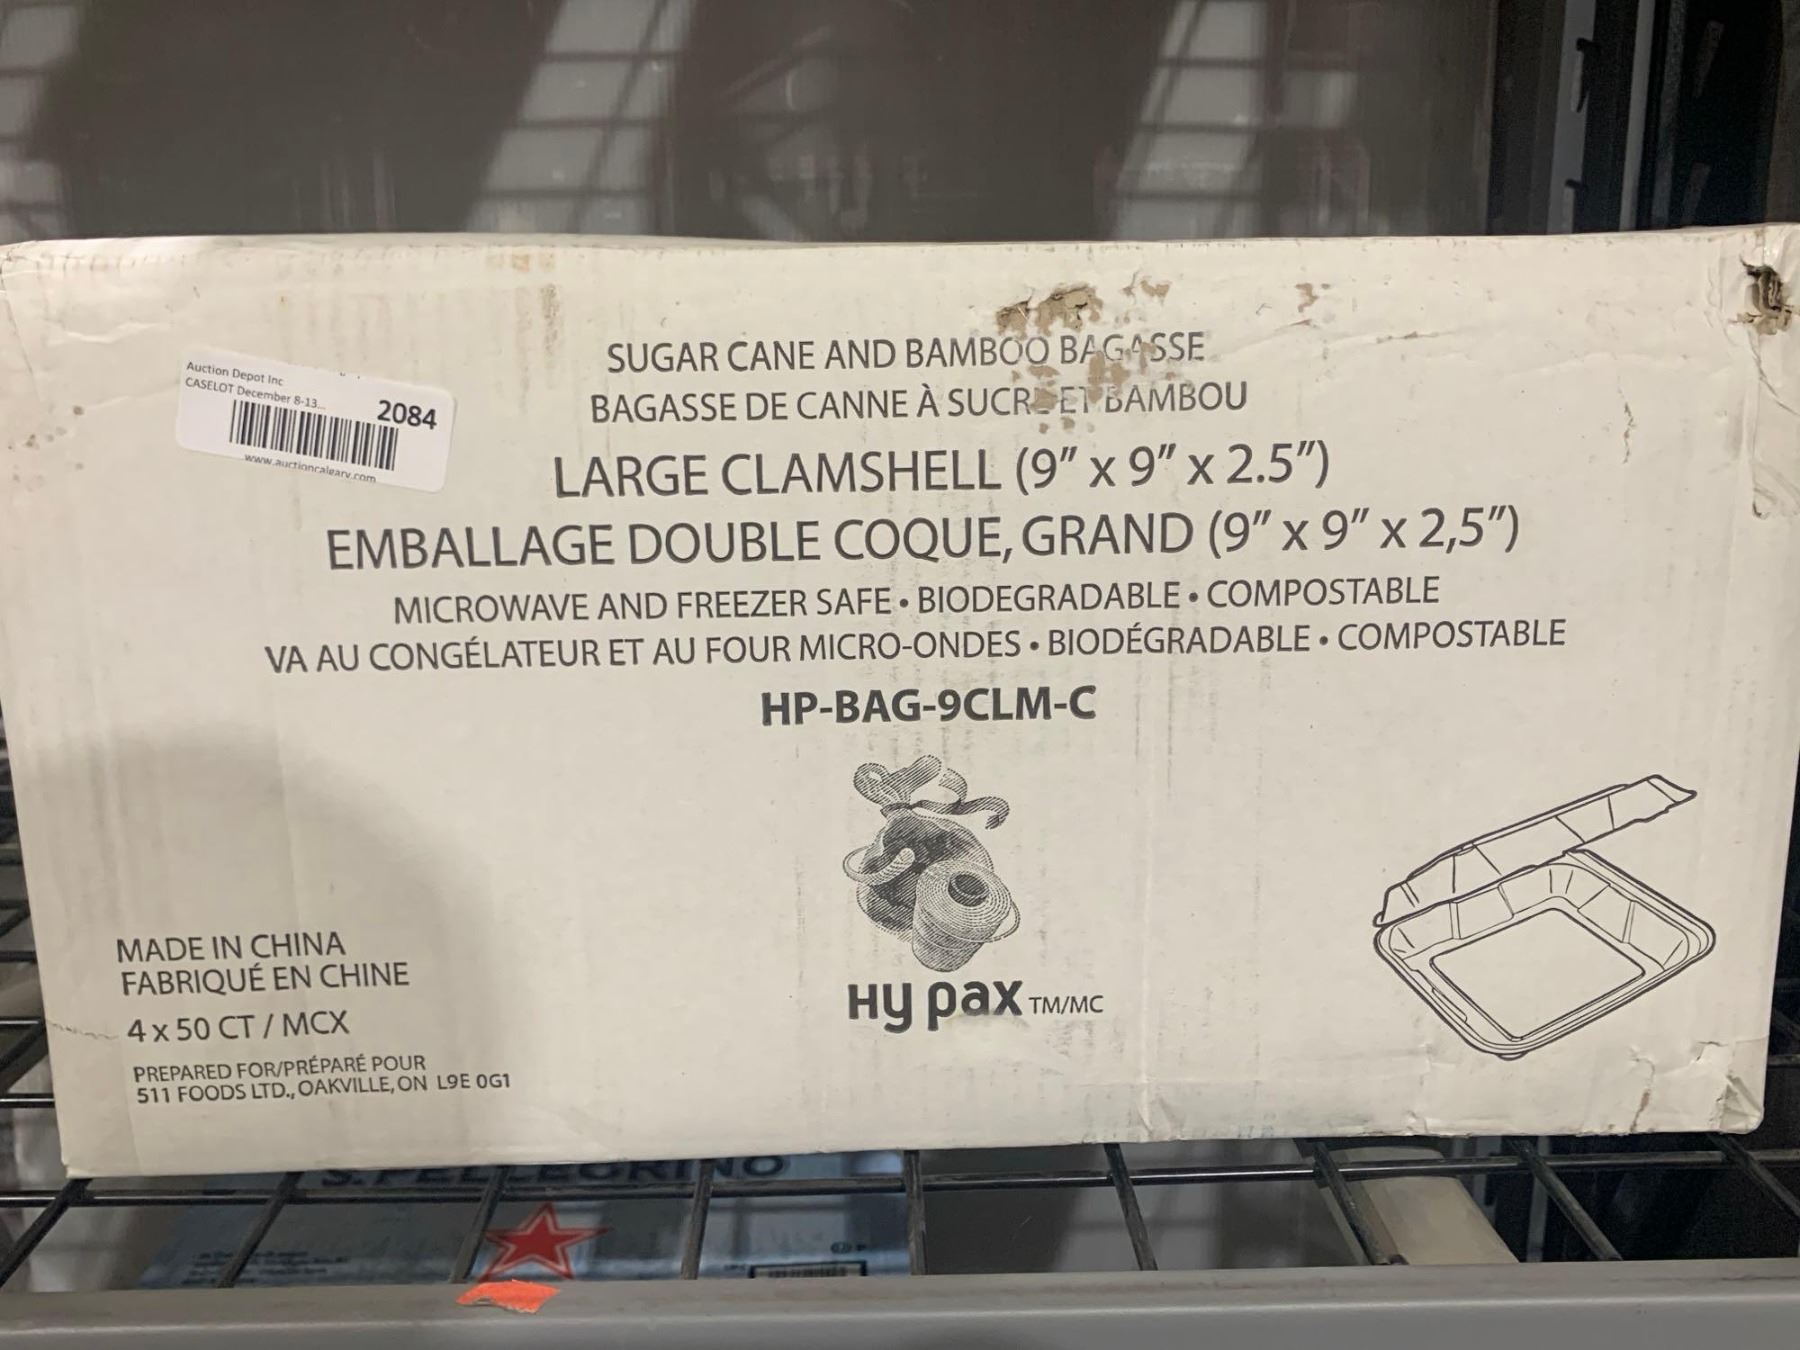 Auction Depot Inc
CASELOT December 8-13...
2084
www.auctioncalgary.com
SUGAR CANE AND BAMBOO BAGASSE
BAGASSE DE CANNE À SUCRE ET BAMBOU
LARGE CLAMSHELL (9" x 9" x 2.5")
EMBALLAGE DOUBLE COQUE, GRAND (9" x 9" x 2,5")
MICROWAVE AND FREEZER SAFE • BIODEGRADABLE • COMPOSTABLE
VA AU CONGÉLATEUR ET AU FOUR MICRO-ONDES • BIODÉGRADABLE • COMPOSTABLE
HP-BAG-9CLM-C
Hy pax TM/MC
MADE IN CHINA
FABRIQUÉ EN CHINE
4 x 50 CT / MCX
PREPARED FOR/PRÉPARÉ POUR
511 FOODS LTD., OAKVILLE, ON L9E 0G1
S.PELLEGRINO